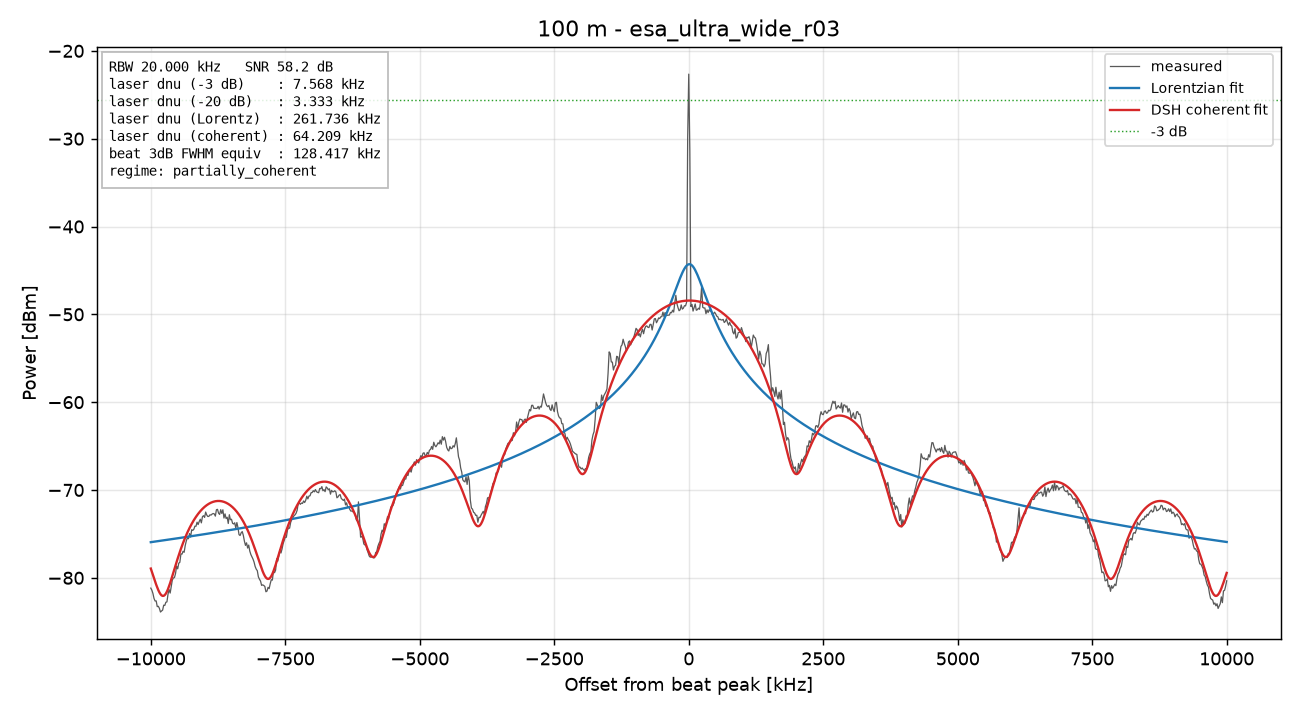 100 m - esa_ultra_wide_r03
RBW 20.000 kHz   SNR 58.2 dB
laser dnu (-3 dB)    : 7.568 kHz
laser dnu (-20 dB)   : 3.333 kHz
laser dnu (Lorentz)  : 261.736 kHz
laser dnu (coherent) : 64.209 kHz
beat 3dB FWHM equiv  : 128.417 kHz
regime: partially_coherent
measured
Lorentzian fit
DSH coherent fit
-3 dB
Power [dBm]
−20
−30
−40
−50
−60
−70
−80
−10000
−7500
−5000
−2500
0
2500
5000
7500
10000
Offset from beat peak [kHz]